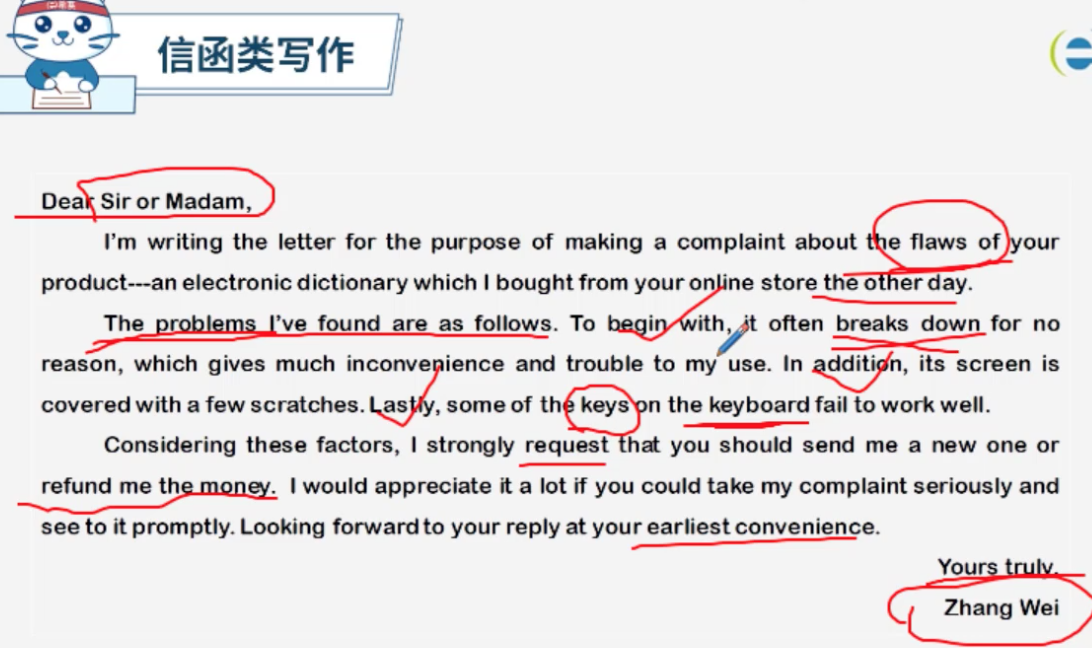 信函类写作
Dear Sir or Madam,
I'm writing the letter for the purpose of making a complaint about the flaws of your
product---an electronic dictionary which I bought from your online store the other day.
The problems I've found are as follows. To begin with, it often breaks down for no
reason, which gives much inconvenience and trouble to my use. In addition, its screen is
covered with a few scratches. Lastly, some of the keys on the keyboard fail to work well.
Considering these factors, I strongly request that you should send me a new one or
refund me the money. I would appreciate it a lot if you could take my complaint seriously and
see to it promptly. Looking forward to your reply at your earliest convenience.
Yours truly,
Zhang Wei